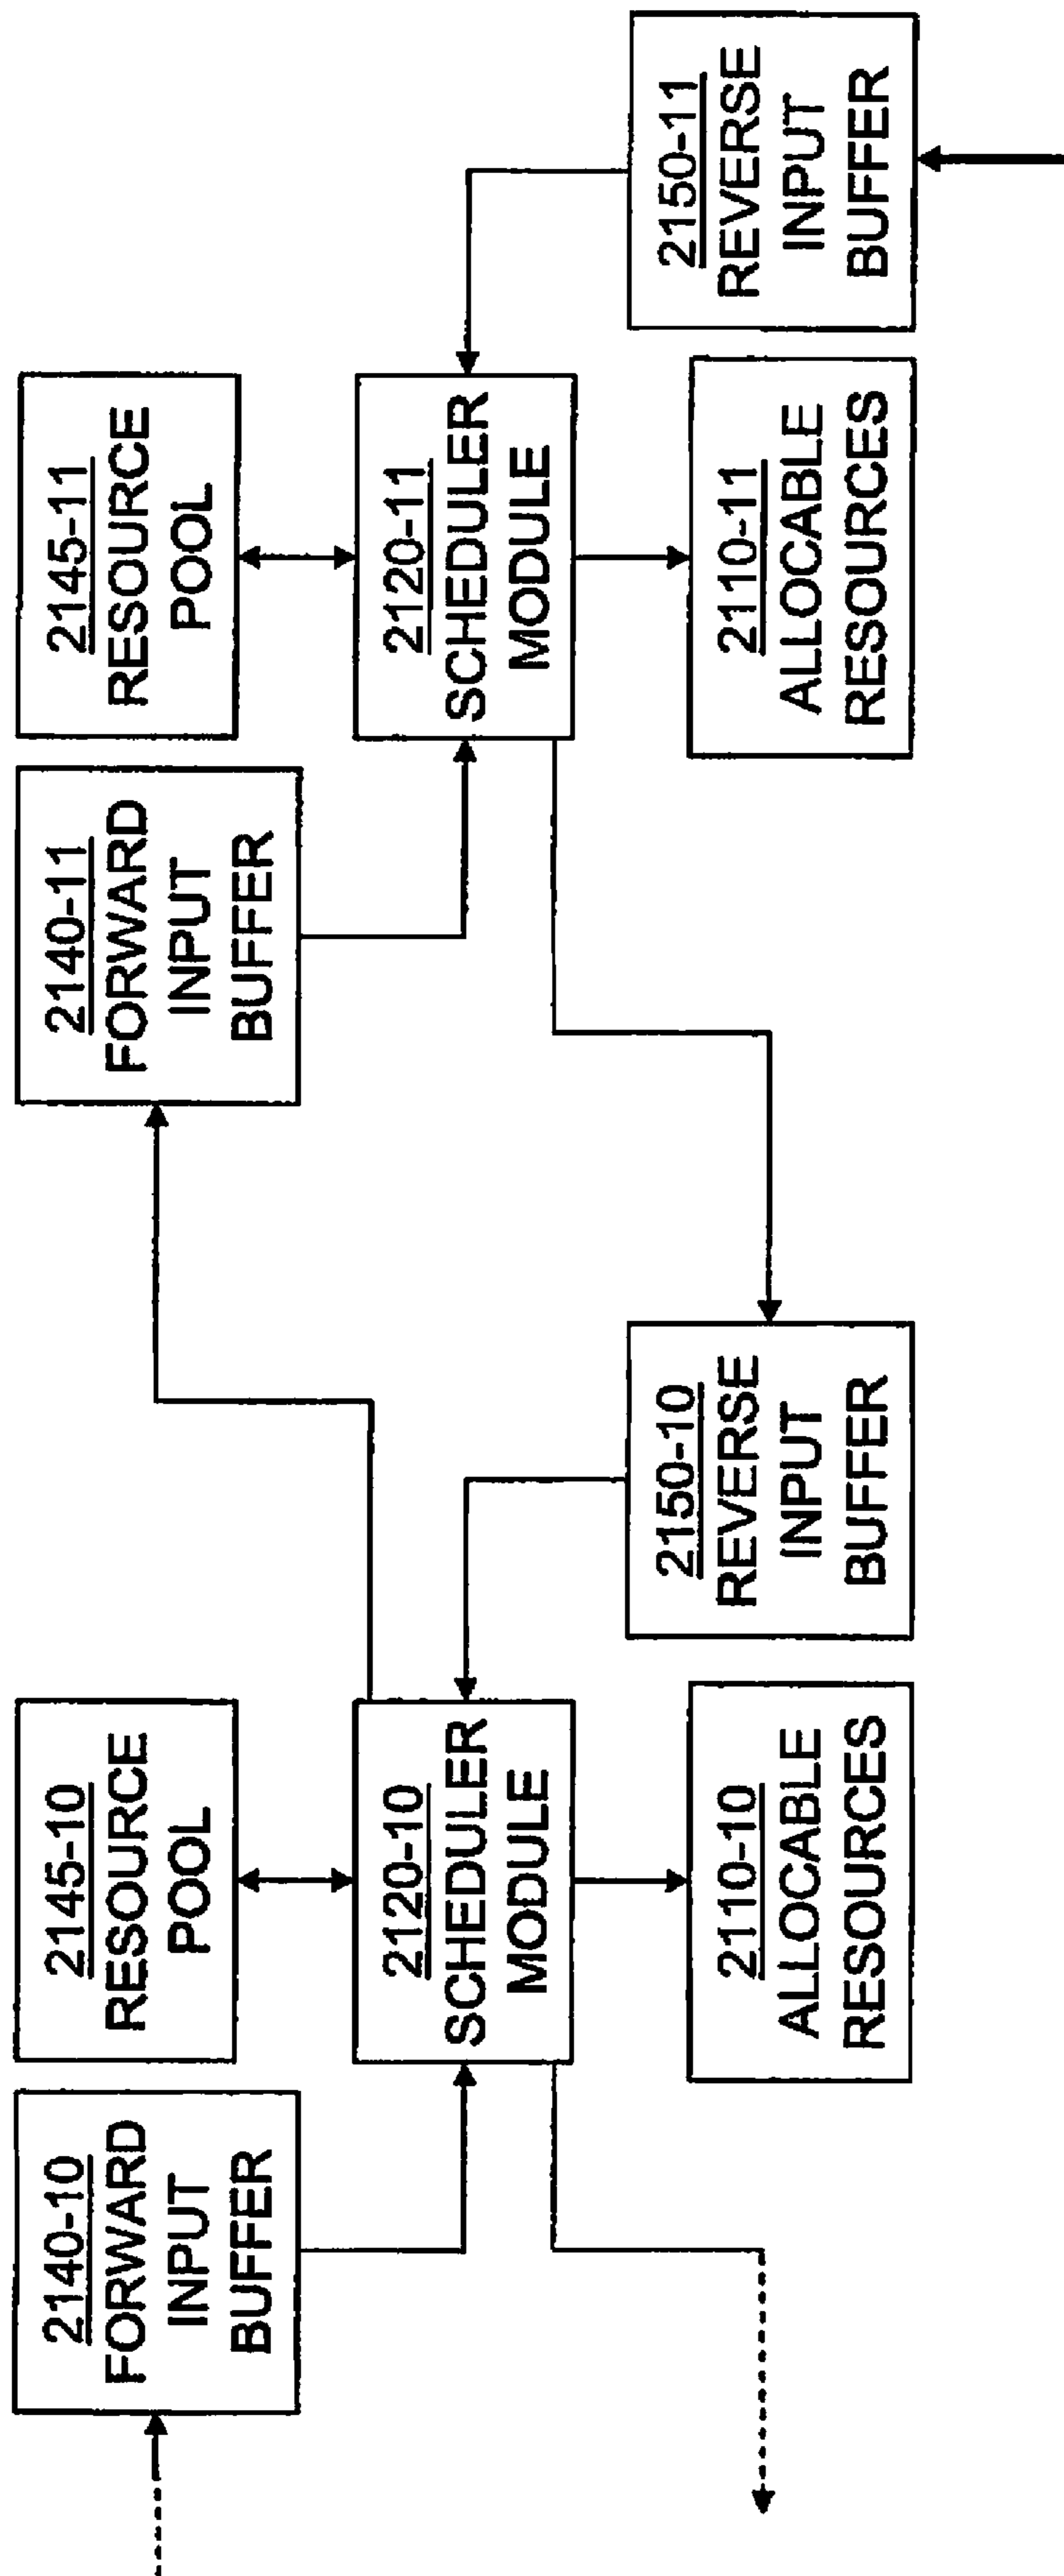 2140-10
FORWARD
INPUT
BUFFER
2145-10
RESOURCE
POOL
2120-10
SCHEDULER
MODULE
2110-10
ALLOCABLE
RESOURCES
2150-10
REVERSE
INPUT
BUFFER
2140-11
FORWARD
INPUT
BUFFER
2145-11
RESOURCE
POOL
2120-11
SCHEDULER
MODULE
2110-11
ALLOCABLE
RESOURCES
2150-11
REVERSE
INPUT
BUFFER